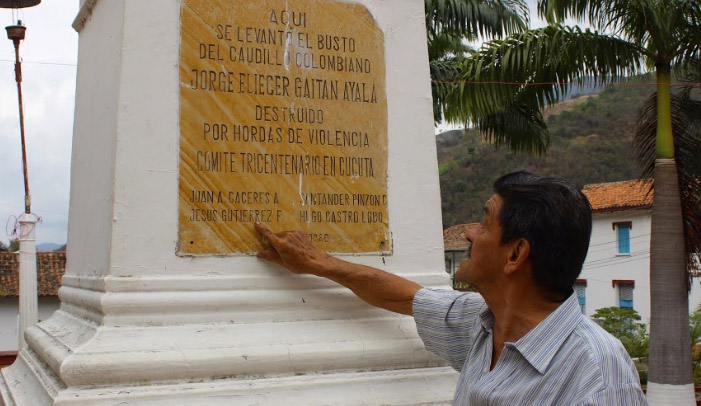 AQUI
SE LEVANTÓ EL BUSTO
DEL CAUDILLO COLOMBIANO
JORGE ELIECER GAITAN AYALA
DESTRUIDO
POR HORDAS DE VIOLENCIA
COMITE TRICENTENARIO EN CUCUTA
JUAN A. CACERES A. SANTANDER PINZON C
JESUS GUTIERREZ F. HUGO CASTRO LOBO